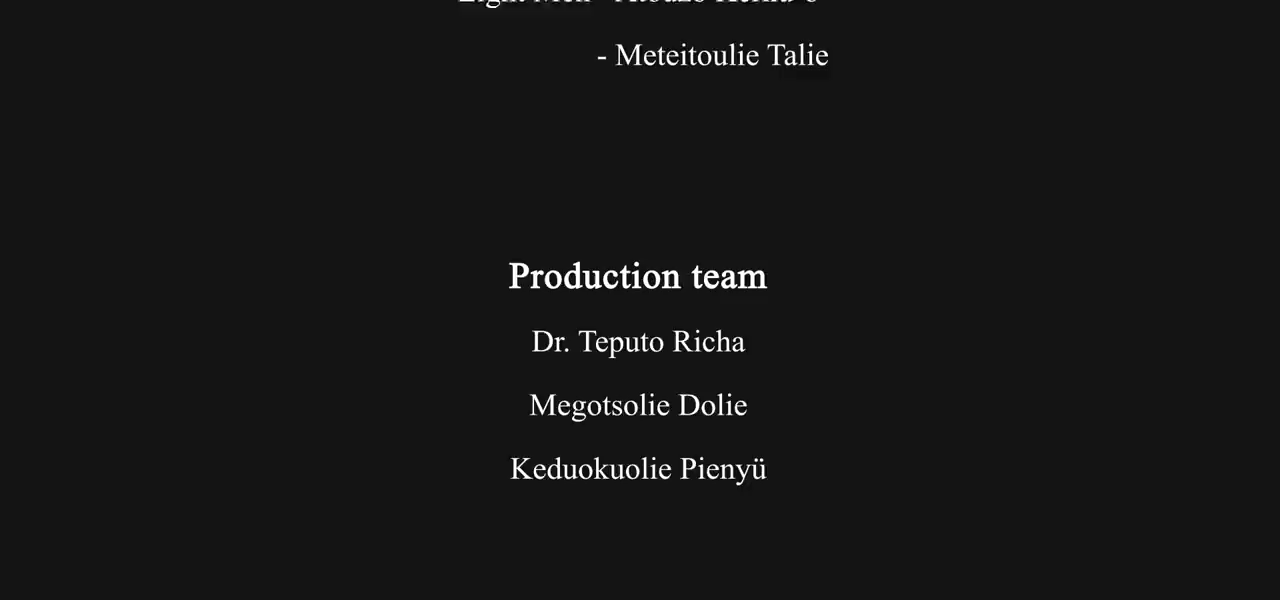 - Meteitoulie Talie
Production team
Dr. Teputo Richa
Megotsolie Dolie
Keduokuolie Pienyü